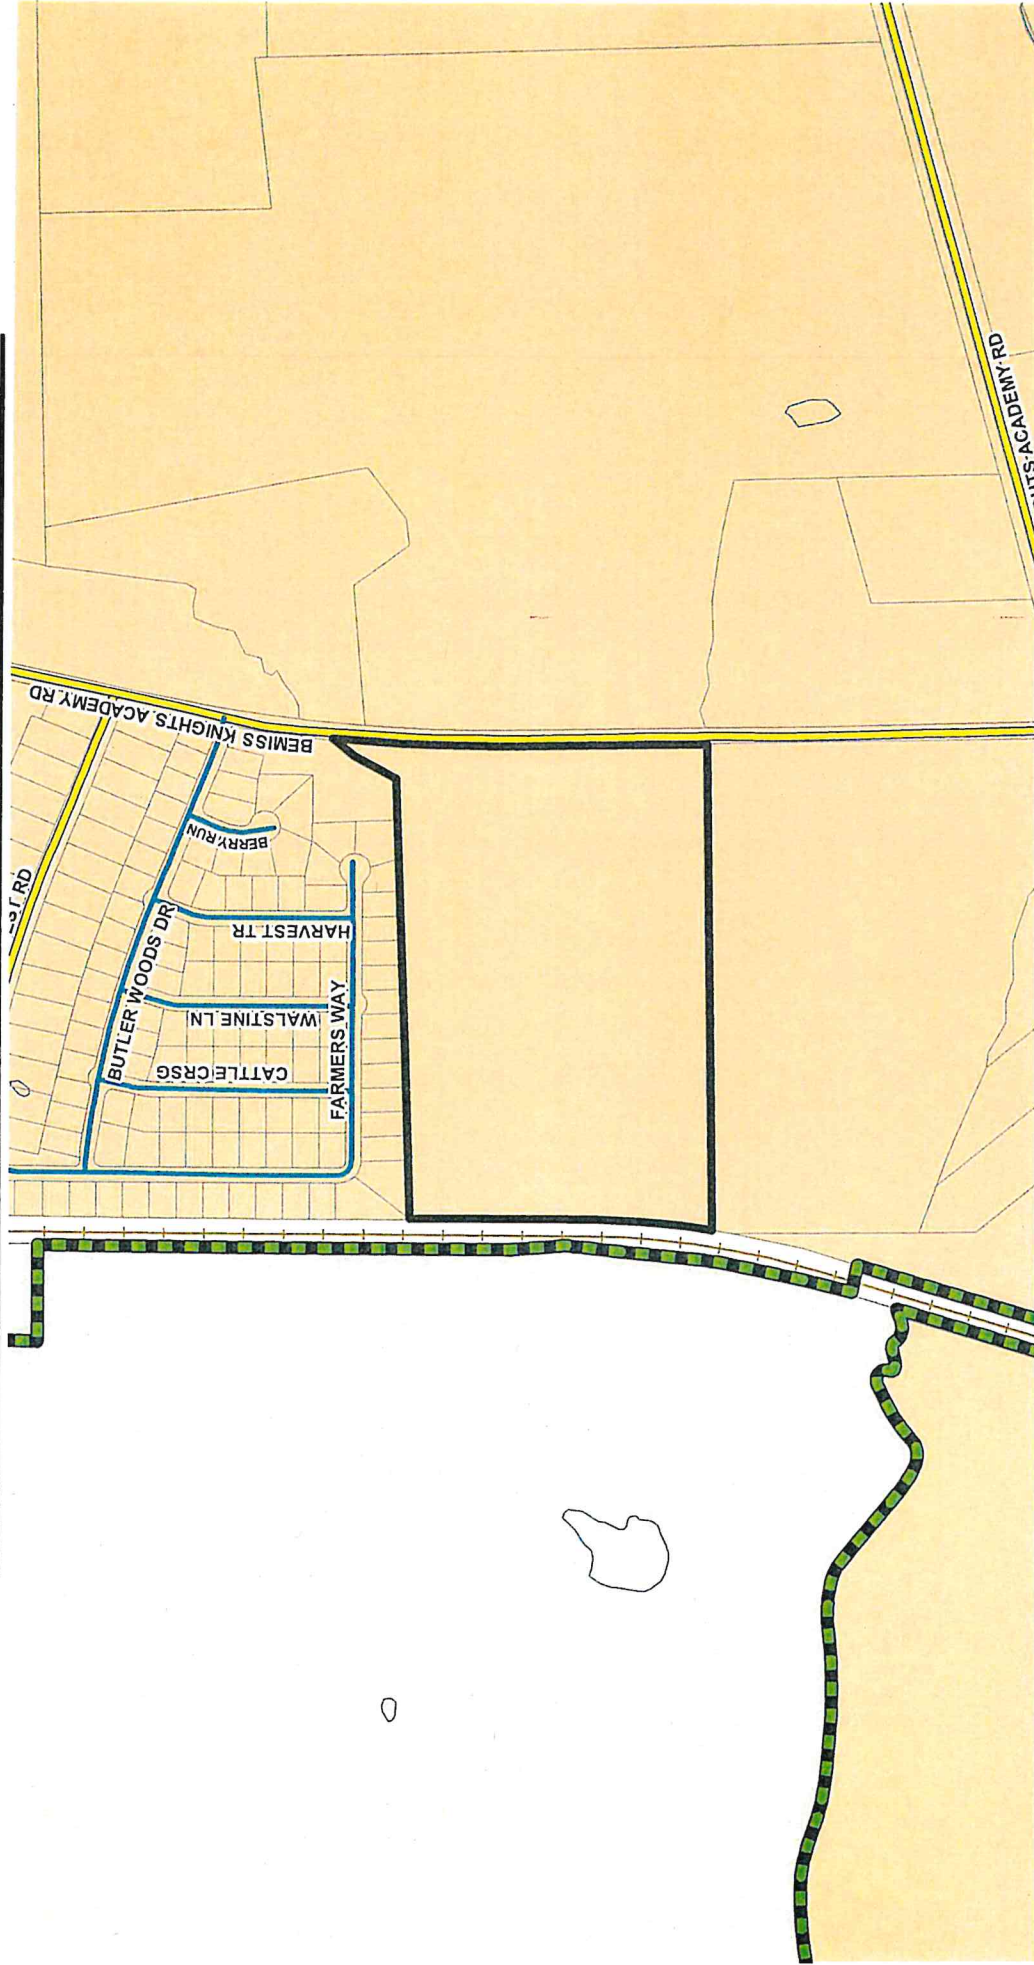 ACADEMY RD
BEMISS KNIGHTS ACADEMY RD
RD
BERRY RUN
BUTLER WOODS DR
HARVEST TR
WALSTINE LN
FARMERS WAY
CATTLE CRSG